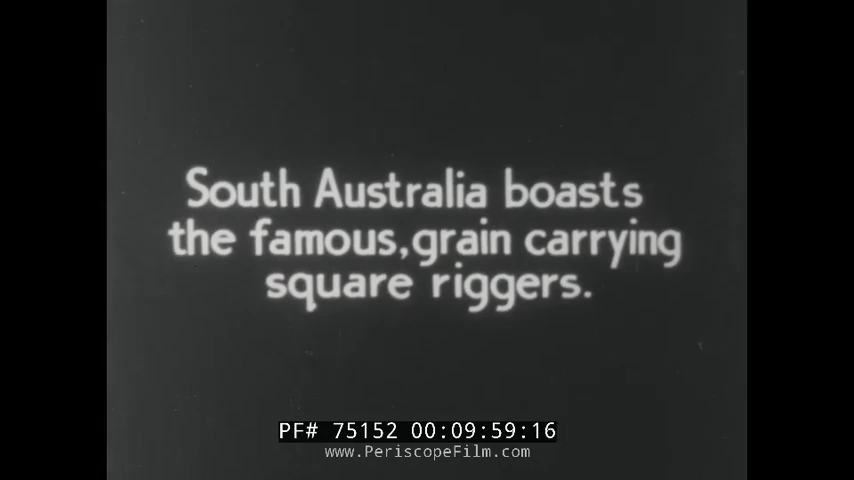 South Australia boasts
the famous,grain carrying
square riggers.
PF# 75152 00:09:59:16
www.PeriscopeFilm.com